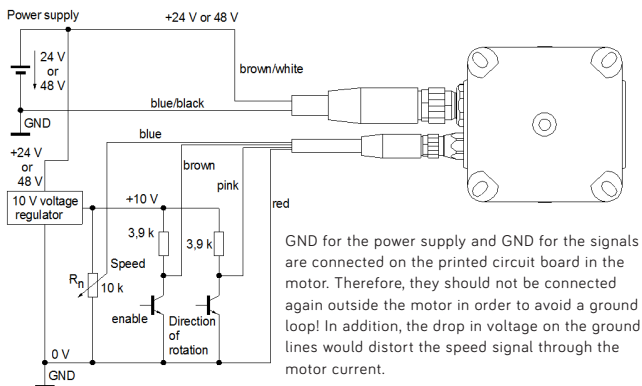 Power supply
+24 V or 48 V
24 V
or
48 V
brown/white
blue/black
GND
blue
+24 V
or
48 V
brown
pink
10 V voltage
regulator
+10 V
red
3,9 k
3,9 k
Speed
Rn
10 k
enable
Direction
of
rotation
0 V
GND
GND for the power supply and GND for the signals
are connected on the printed circuit board in the
motor. Therefore, they should not be connected
again outside the motor in order to avoid a ground
loop! In addition, the drop in voltage on the ground
lines would distort the speed signal through the
motor current.